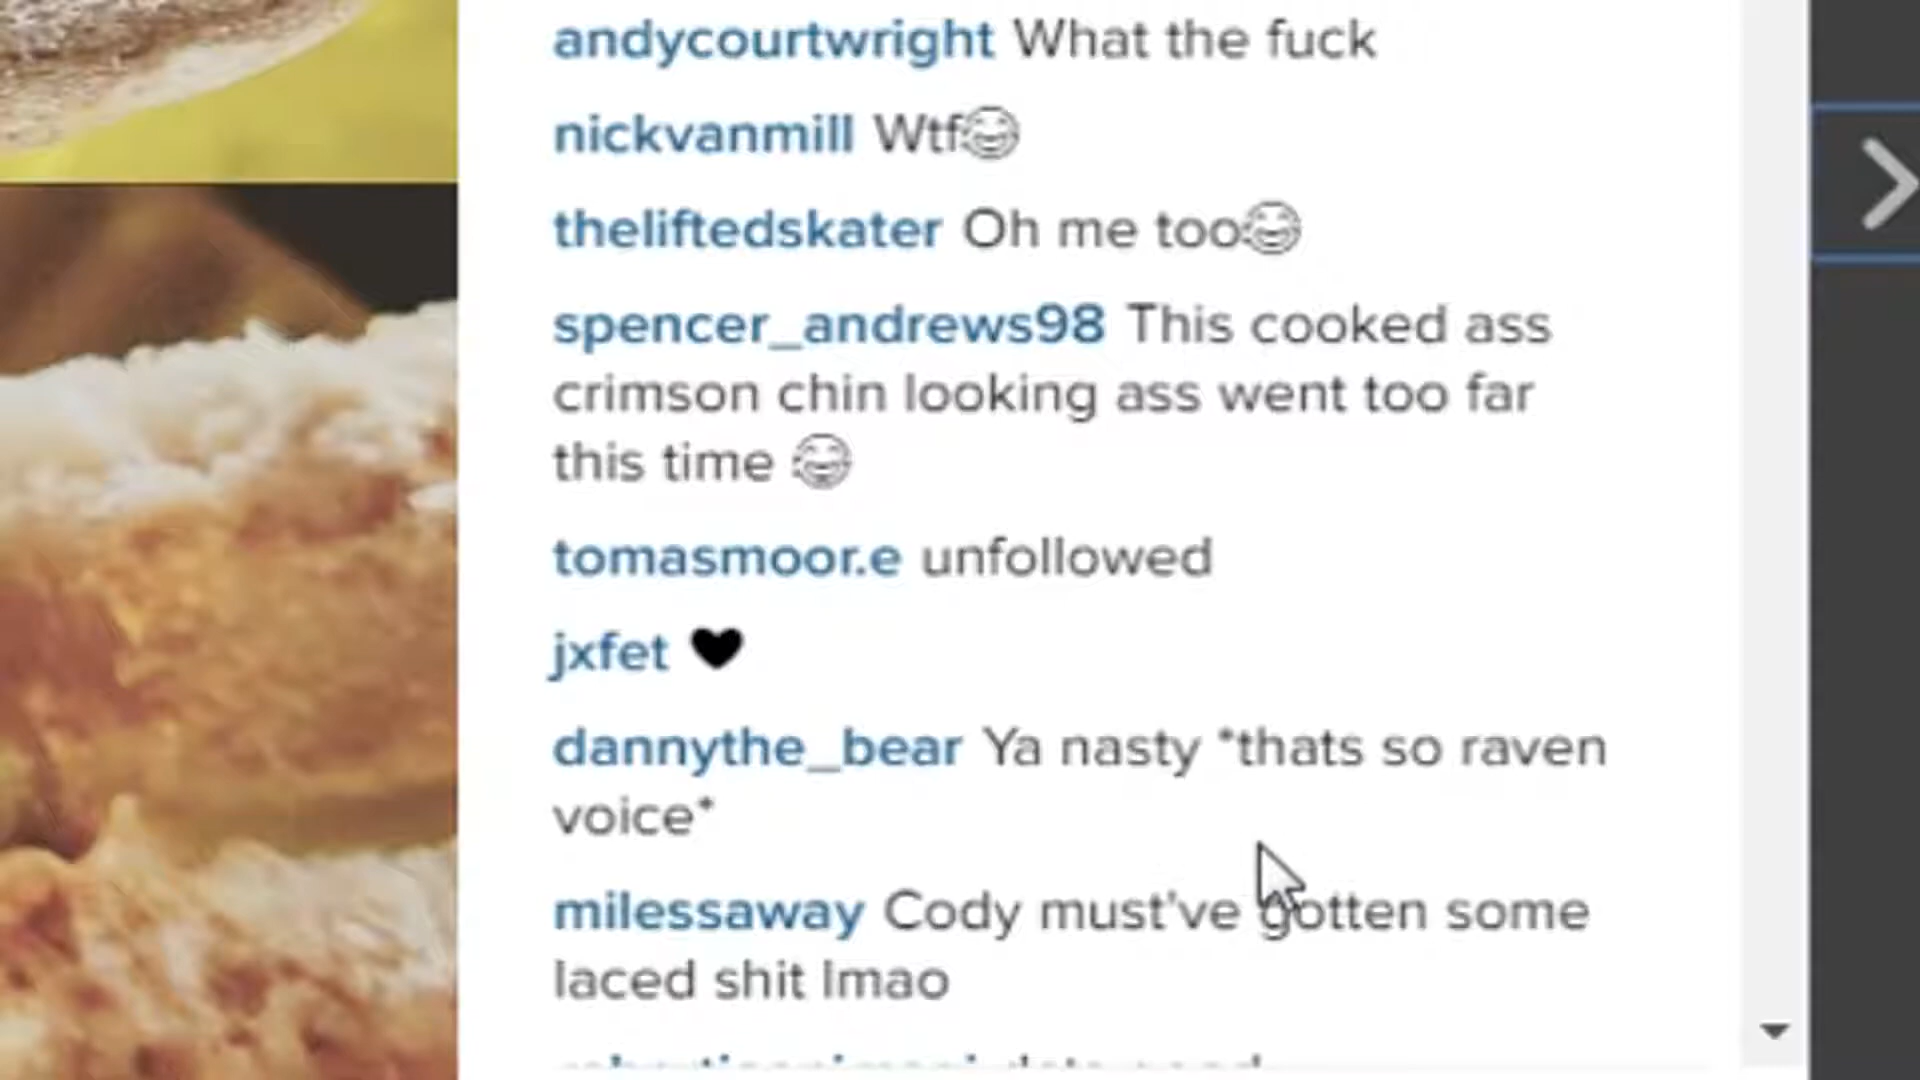 andycourtwright What the fuck
nickvanmill Wtf😂
theliftedskater Oh me too😂
spencer_andrews98 This cooked ass
crimson chin looking ass went too far
this time 😂
tomasmoor.e unfollowed
jxfet ♥
dannythe_bear Ya nasty *thats so raven
voice*
milessaway Cody must've gotten some
laced shit lmao